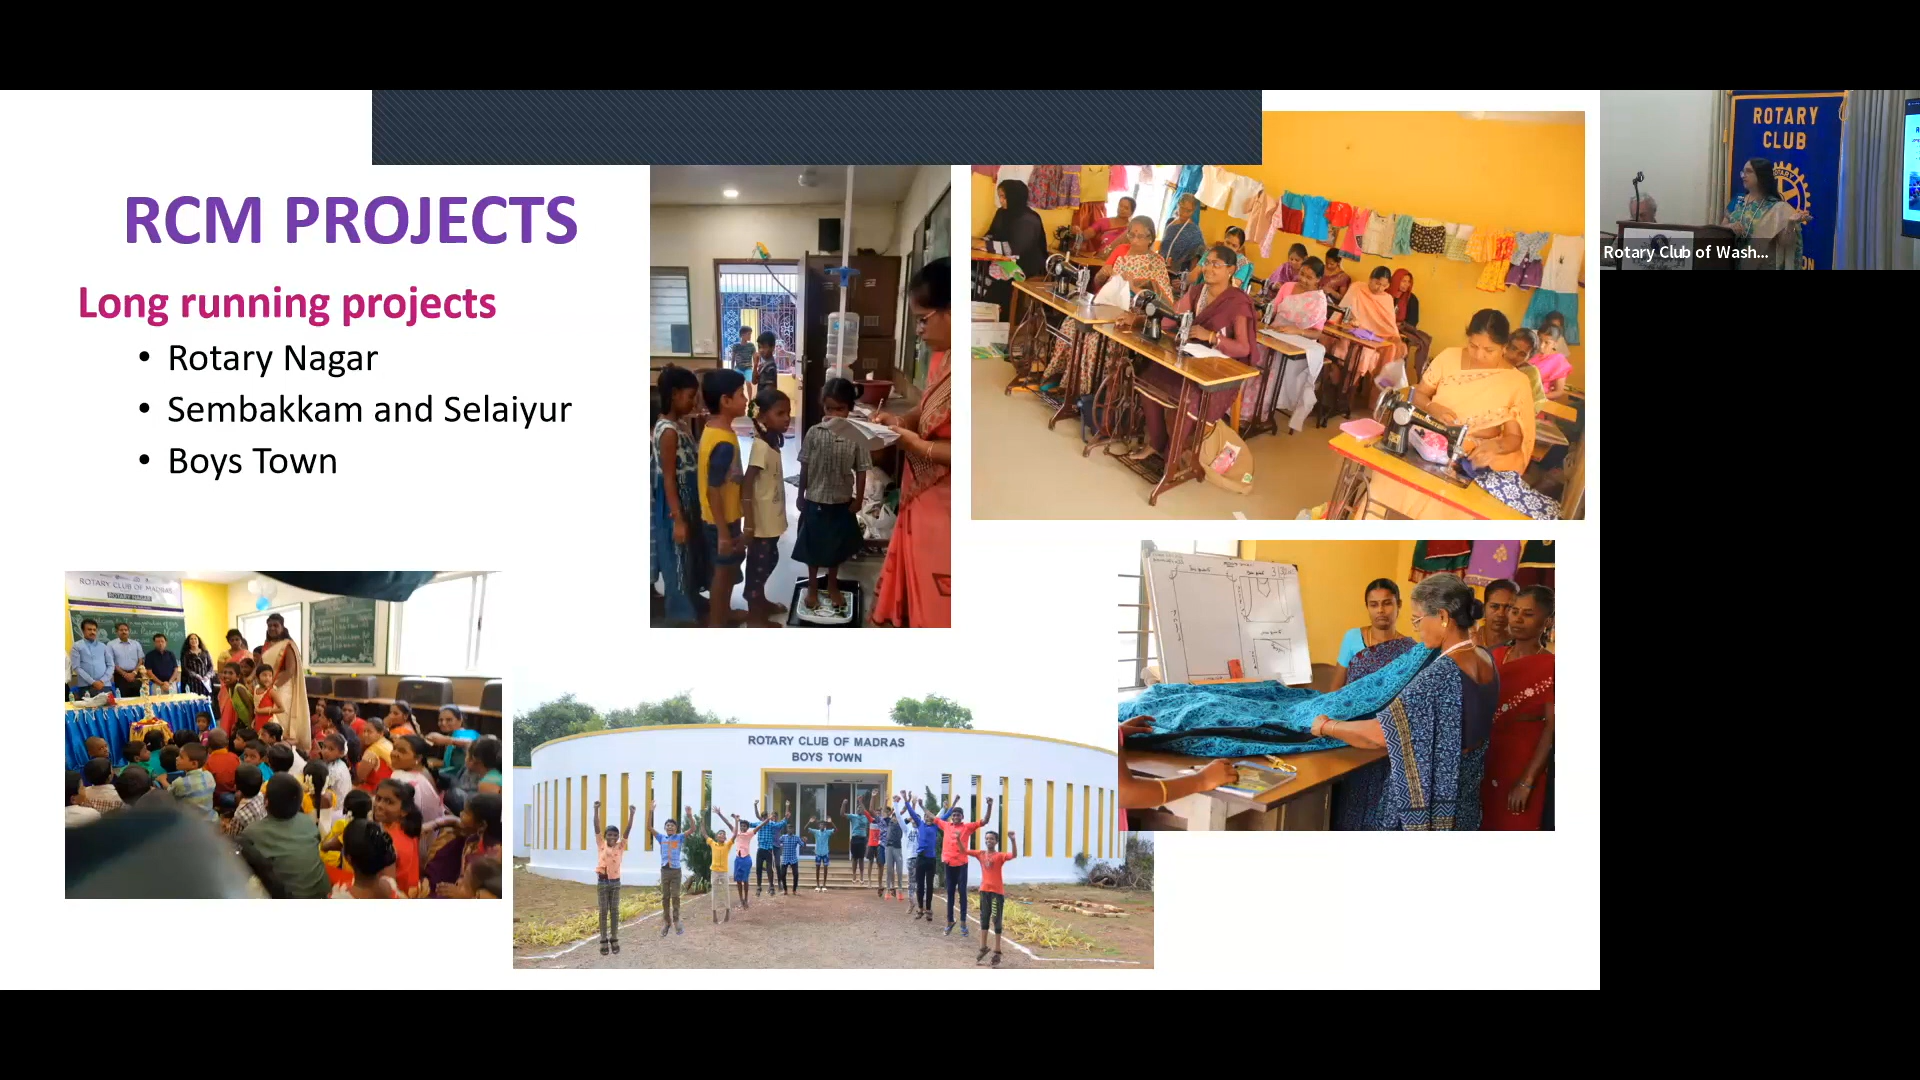 RCM PROJECTS
Long running projects
• Rotary Nagar
• Sembakkam and Selaiyur
• Boys Town
ROTARY CLUB OF MADRAS
ROTARY NAGAR
ROTARY CLUB OF MADRAS
BOYS TOWN
ROTARY
CLUB
ROTARY
Rotary Club of Wash...